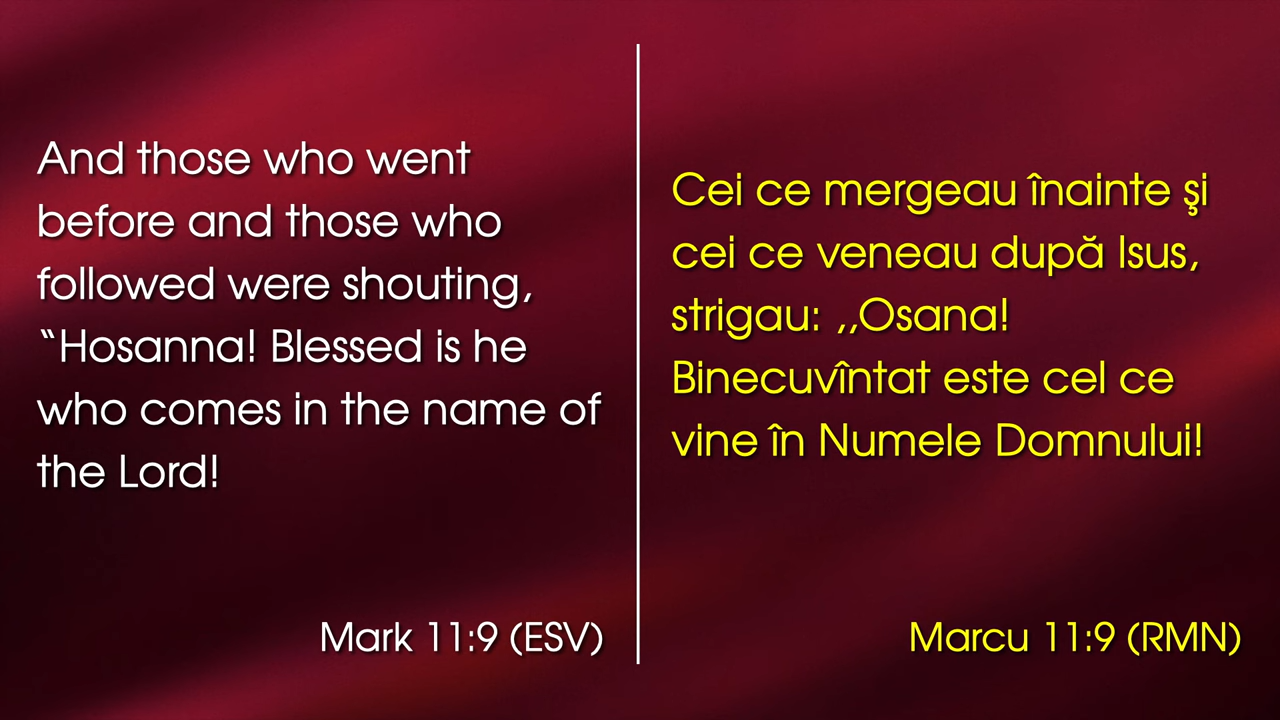 And those who went
before and those who
followed were shouting,
“Hosanna! Blessed is he
who comes in the name of
the Lord!
Mark 11:9 (ESV)
Cei ce mergeau înainte şi
cei ce veneau după Isus,
strigau: ,,Osana!
Binecuvîntat este cel ce
vine în Numele Domnului!
Marcu 11:9 (RMN)